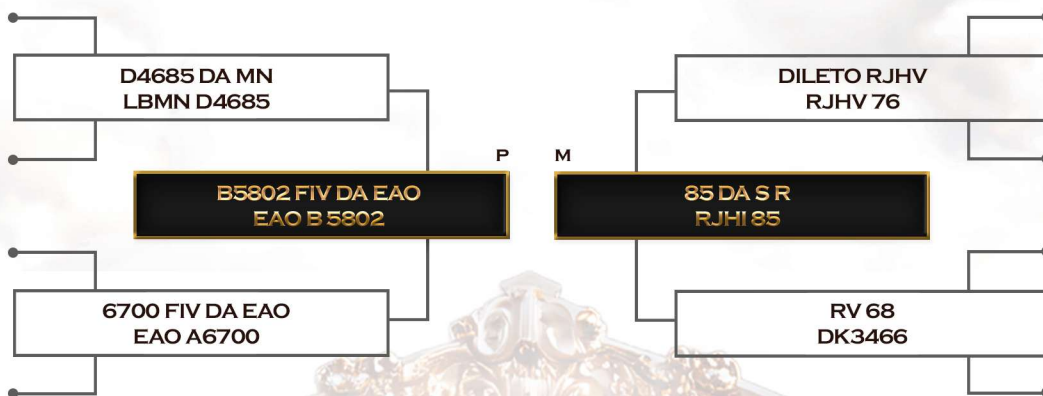 D4685 DA MN
LBMN D4685
DILETO RJHV
RJHV 76
P
M
B5802 FIV DA EAO
EAO B 5802
85 DA S R
RJHI 85
6700 FIV DA EAO
EAO A6700
RV 68
DK3466